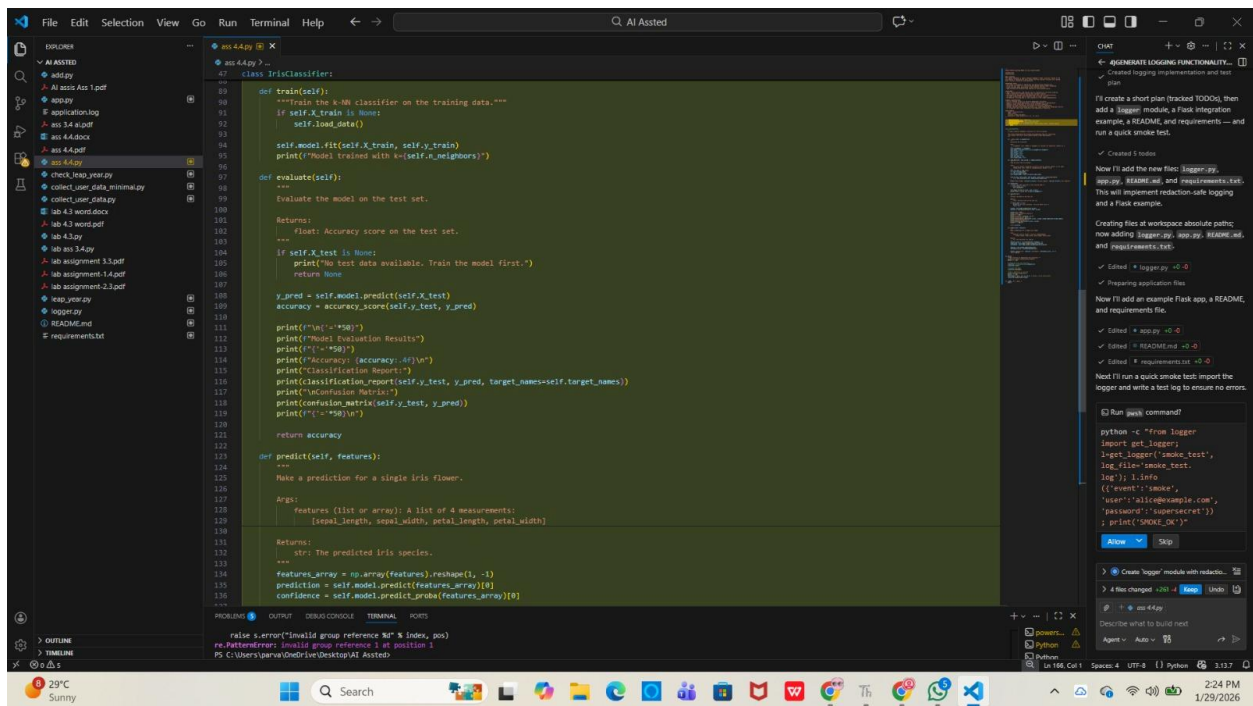 File Edit Selection View Go Run Terminal Help
AI Assted
EXPLORER
AI ASSTED
add.py
AI assis Ass 1.pdf
app.py
application.log
ass 3.4 ai.pdf
ass 4.4.docx
ass 4.4.pdf
ass 4.4.py
check_leap_year.py
collect_user_data_minimal.py
collect_user_data.py
lab 4.3 word.docx
lab 4.3 word.pdf
lab 4.3.py
lab ass 3.4.py
lab assignment 3.3.pdf
lab assignment-1.4.pdf
lab assignment-2.3.pdf
leap_year.py
logger.py
README.md
requirements.txt
OUTLINE
TIMELINE
ass 4.4.py
ass 4.4.py > ...
47 class IrisClassifier:
89 def train(self):
90 """Train the k-NN classifier on the training data."""
91 if self.X_train is None:
92 self.load_data()
93
94 self.model.fit(self.X_train, self.y_train)
95 print(f"Model trained with k={self.n_neighbors}")
96
97 def evaluate(self):
98 """
99 Evaluate the model on the test set.
100
101 Returns:
102 float: Accuracy score on the test set.
103 """
104 if self.X_test is None:
105 print("No test data available. Train the model first.")
106 return None
107
108 y_pred = self.model.predict(self.X_test)
109 accuracy = accuracy_score(self.y_test, y_pred)
110
111 print(f"\n{'='*50}")
112 print(f"Model Evaluation Results")
113 print(f"{'='*50}")
114 print(f"Accuracy: {accuracy:.4f}\n")
115 print("Classification Report:")
116 print(classification_report(self.y_test, y_pred, target_names=self.target_names))
117 print("\nConfusion Matrix:")
118 print(confusion_matrix(self.y_test, y_pred))
119 print(f"{'='*50}\n")
120
121 return accuracy
122
123 def predict(self, features):
124 """
125 Make a prediction for a single iris flower.
126
127 Args:
128 features (list or array): A list of 4 measurements:
129 [sepal_length, sepal_width, petal_length, petal_width]
130
131 Returns:
132 str: The predicted iris species.
133 """
134 features_array = np.array(features).reshape(1, -1)
135 prediction = self.model.predict(features_array)[0]
136 confidence = self.model.predict_proba(features_array)[0]
PROBLEMS 5 OUTPUT DEBUG CONSOLE TERMINAL PORTS
raise s.error("invalid group reference %d" % index, pos)
re.PatternError: invalid group reference 1 at position 1
PS C:\Users\parva\OneDrive\Desktop\AI Assted>
powerc...
Python
Python
CHAT
4)GENERATE LOGGING FUNCTIONALITY...
Created logging implementation and test
plan
I'll create a short plan (tracked TODOs), then
add a logger module, a Flask integration
example, a README, and requirements — and
run a quick smoke test.
Created 5 todos
Now I'll add the new files: logger.py,
app.py, README.md, and requirements.txt.
This will implement redaction-safe logging
and a Flask example.
Creating files at workspace absolute paths;
now adding logger.py, app.py, README.md,
and requirements.txt.
Edited logger.py +0 -0
Preparing application files
Now I'll add an example Flask app, a README,
and requirements file.
Edited app.py +0 -0
Edited README.md +0 -0
Edited requirements.txt +0 -0
Next I'll run a quick smoke test: import the
logger and write a test log to ensure no errors.
Run pwsh command?
python -c "from logger
import get_logger;
l=get_logger('smoke_test',
log_file='smoke_test.
log'); l.info
({'event':'smoke',
'user':'alice@example.com',
'password':'supersecret'})
; print('SMOKE_OK')"
Allow Skip
Create 'logger' module with redactio...
4 files changed +261 -4 Keep Undo
ass 4.4.py
Describe what to build next
Agent Auto
0 5
Ln 166, Col 1 Spaces: 4 UTF-8 {} Python 3.13.7
8
29°C
Sunny
Search
2:24 PM
1/29/2026